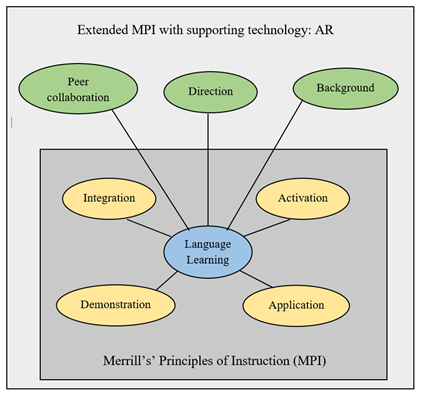 Extended MPI with supporting technology: AR
Peer
collaboration
Direction
Background
Integration
Activation
Language
Learning
Demonstration
Application
Merrill's' Principles of Instruction (MPI)